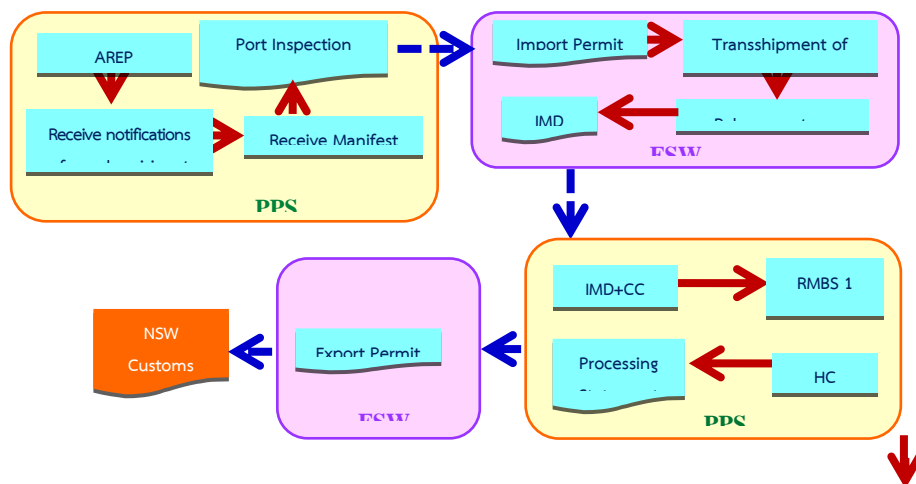 AREP
Port Inspection
Receive notifications
Receive Manifest
PPS
Import Permit
Transshipment of
IMD
FSW
IMD+CC
RMBS 1
Processing
HC
PPS
Export Permit
FSW
NSW
Customs